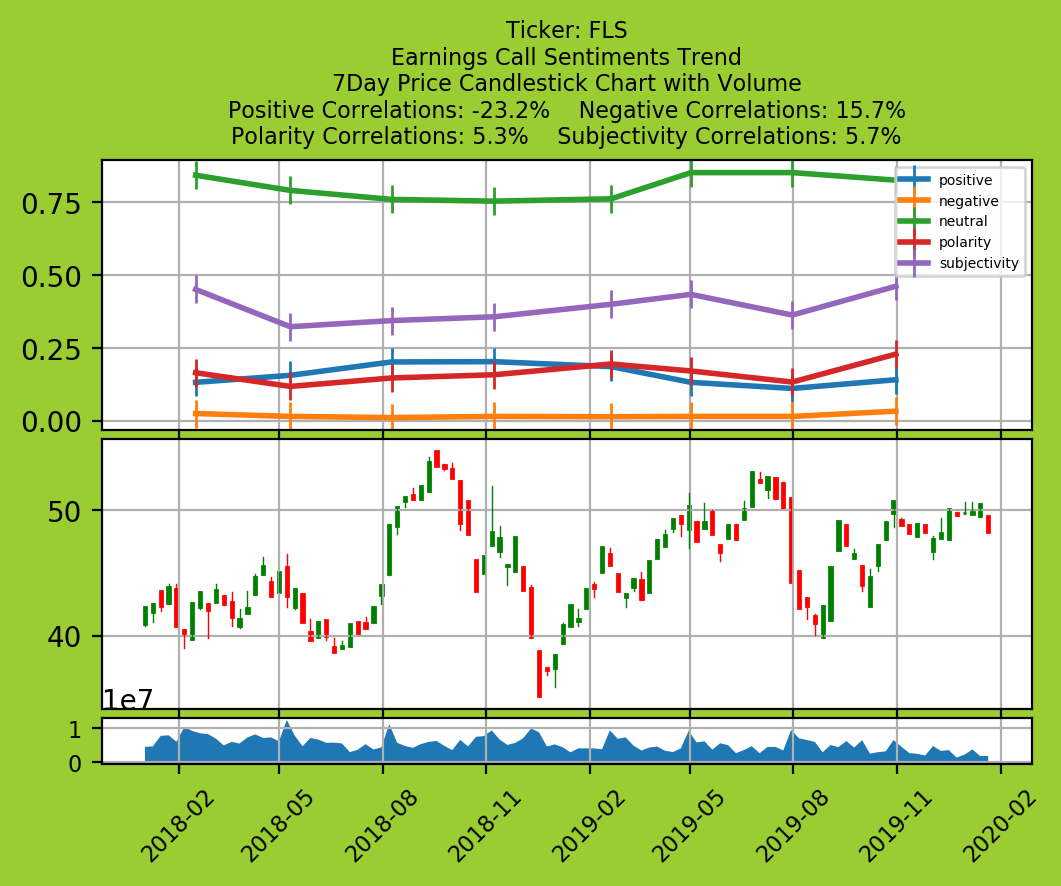 Ticker: FLS
Earnings Call Sentiments Trend
7Day Price Candlestick Chart with Volume
Positive Correlations: -23.2%    Negative Correlations: 15.7%
Polarity Correlations: 5.3%    Subjectivity Correlations: 5.7%
positive
negative
neutral
polarity
subjectivity
0.75
0.50
0.25
0.00
50
40
1e7
1
0
2018-02
2018-05
2018-08
2018-11
2019-02
2019-05
2019-08
2019-11
2020-02